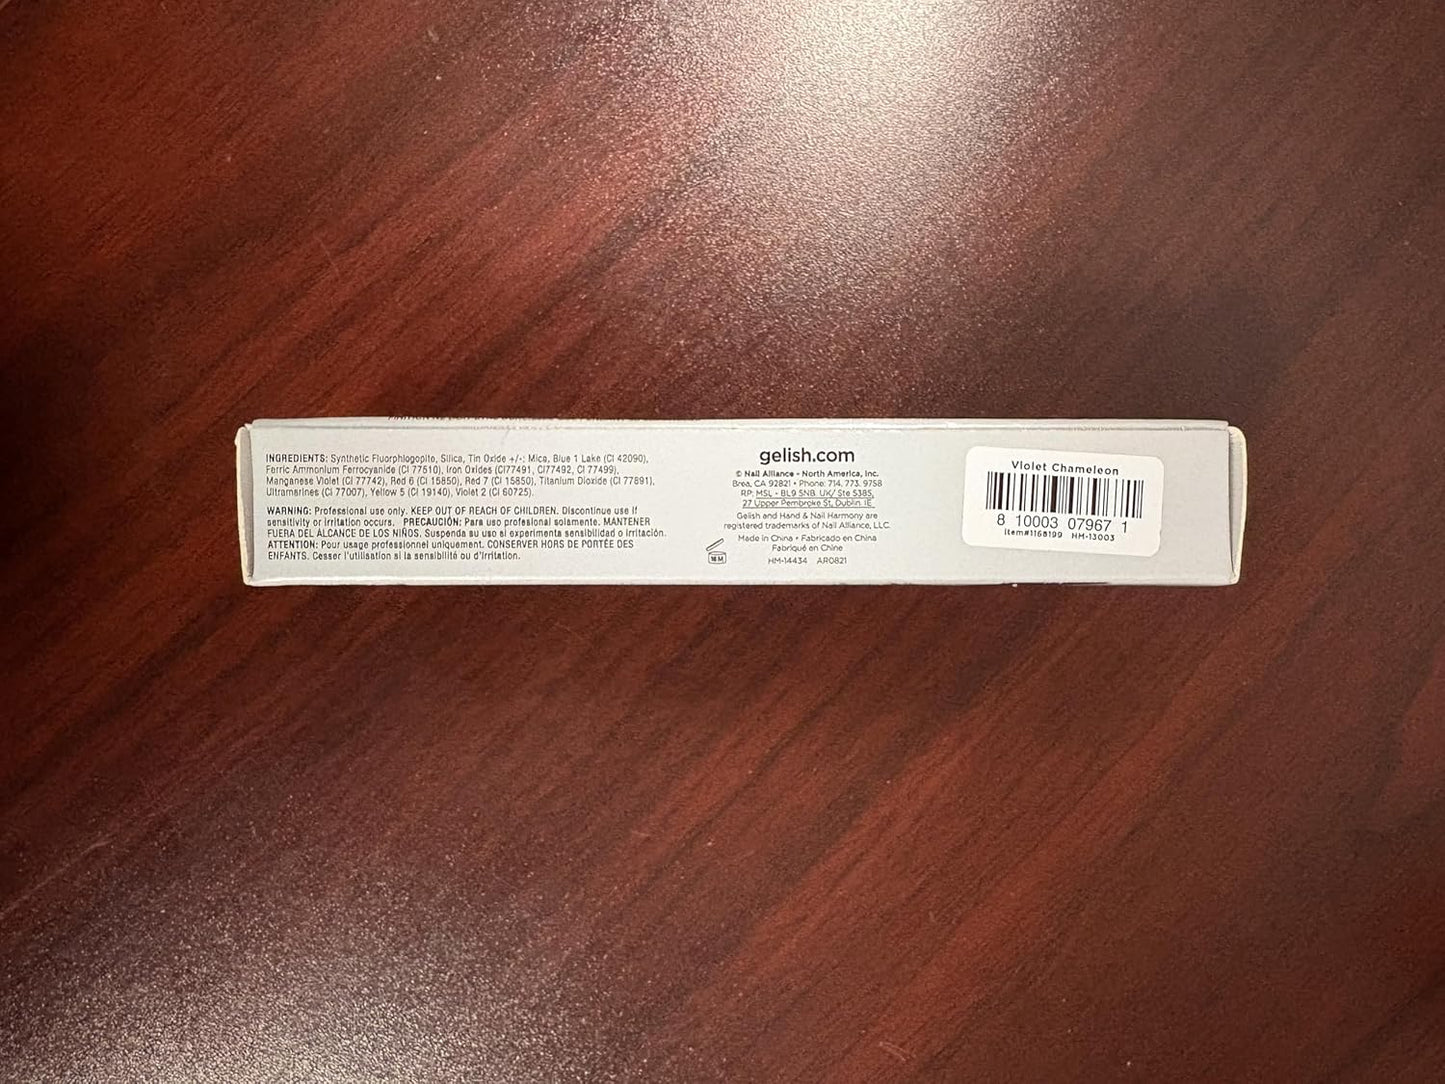 INGREDIENTS: Synthetic Fluorphlogopite, Silica, Tin Oxide +/-: Mica, Blue 1 Lake (CI 42090),
Ferric Ammonium Ferrocyanide (CI 77510), Iron Oxides (CI77491, CI77492, CI 77499),
Manganese Violet (CI 77742), Red 6 (CI 15850), Red 7 (CI 15850), Titanium Dioxide (CI 77891),
Ultramarines (CI 77007), Yellow 5 (CI 19140), Violet 2 (CI 60725).
WARNING: Professional use only. KEEP OUT OF REACH OF CHILDREN. Discontinue use if
sensitivity or irritation occurs. PRECAUCIÓN: Para uso profesional solamente. MANTENER
FUERA DEL ÁLCANCE DE LOS NIÑOS. Suspenda su uso si experimenta sensibilidad o irritación.
ATTENTION: Pour usage professionnel uniquement. CONSERVER HORS DE PORTÉE DES
ENFANTS. Cesser l'utilisation si la sensibilité ou d'irritation.
gelish.com
© Nail Alliance - North America, Inc.
Brea, CA 92821 • Phone: 714. 773. 9758
RP: MSL - BL9 5NB. UK/ Ste 5385,
27 Upper Pembroke St, Dublin. IE
Gelish and Hand & Nail Harmony are
registered trademarks of Nail Alliance, LLC.
Made in China • Fabricado en China
Fabriqué en Chine
HM-14434 AR0821
18 M
Violet Chameleon
8 10003 07967 1
Item#1168199 HM-13003